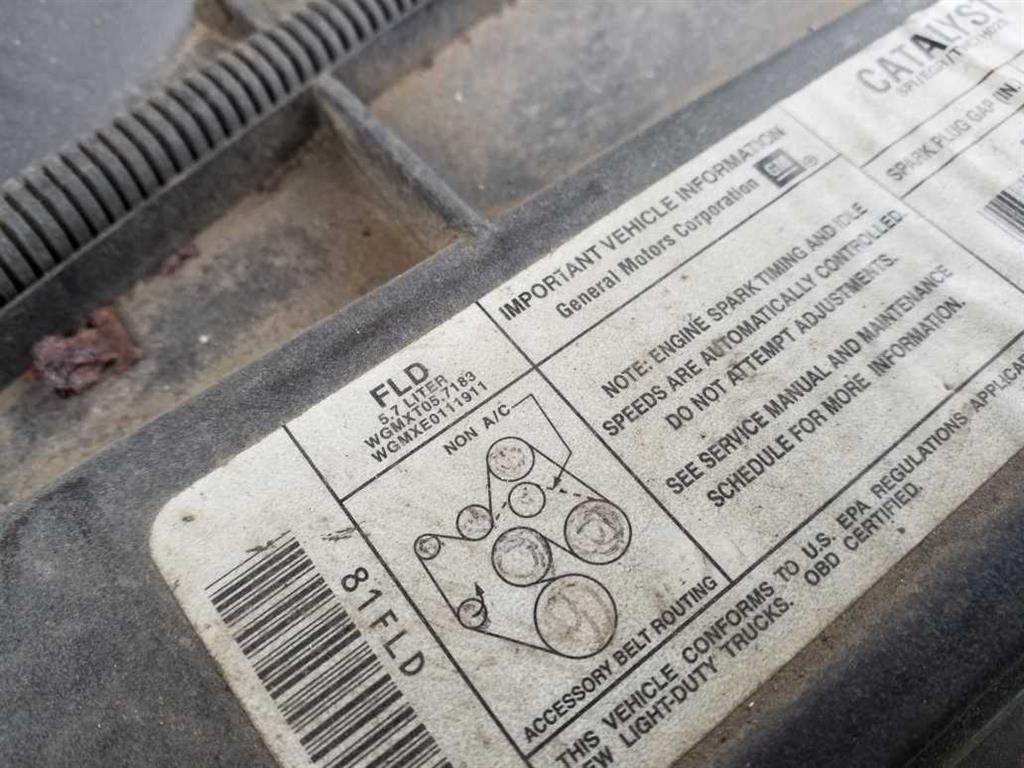 FLD
5.7 LITER
WGMXT05.7183
WGMXE0111911
NON A/C
ACCESSORY BELT ROUTING
81FLD
IMPORTANT VEHICLE INFORMATION
General Motors Corporation GM ®
NOTE: ENGINE SPARK TIMING AND IDLE
SPEEDS ARE AUTOMATICALLY CONTROLLED.
DO NOT ATTEMPT ADJUSTMENTS.
SEE SERVICE MANUAL AND MAINTENANCE
SCHEDULE FOR MORE INFORMATION.
CATALYST
SPARK PLUG GAP (IN.)
THIS VEHICLE CONFORMS TO U.S. EPA REGULATIONS APPLICA
EW LIGHT-DUTY TRUCKS. OBD CERTIFIED.